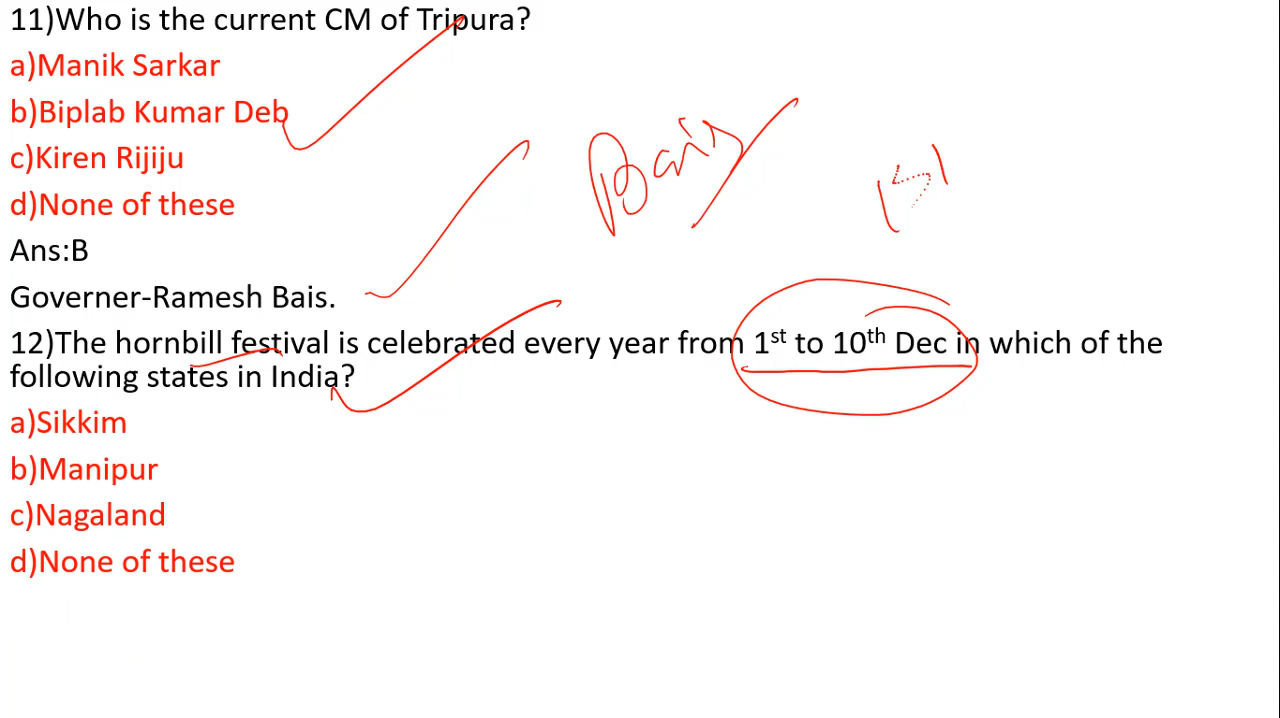 11)Who is the current CM of Tripura?
a)Manik Sarkar
b)Biplab Kumar Deb
c)Kiren Rijiju
d)None of these
Ans:B
Governer-Ramesh Bais.
Bais
12)The hornbill festival is celebrated every year from 1st to 10th Dec in which of the
following states in India?
a)Sikkim
b)Manipur
c)Nagaland
d)None of these